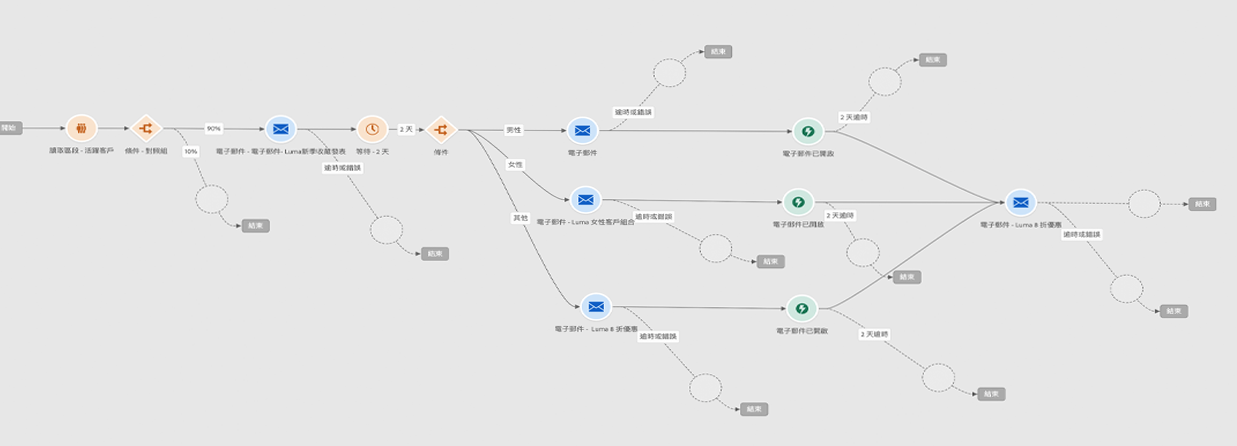 開始
讀取區段 - 活躍客戶
條件 - 對照組
90%
10%
結束
電子郵件 - 電子郵件- Luma新季收藏發表
逾時或錯誤
結束
等待 - 2 天
2 天
條件
男性
女性
其他
電子郵件
逾時或錯誤
結束
電子郵件已開啟
2 天逾時
結束
電子郵件 - Luma 女性客戶組合
逾時或錯誤
結束
電子郵件已開啟
2 天逾時
結束
電子郵件 - Luma 8 折優惠
逾時或錯誤
結束
電子郵件已開啟
2 天逾時
結束
電子郵件 - Luma 8 折優惠
結束
逾時或錯誤
結束